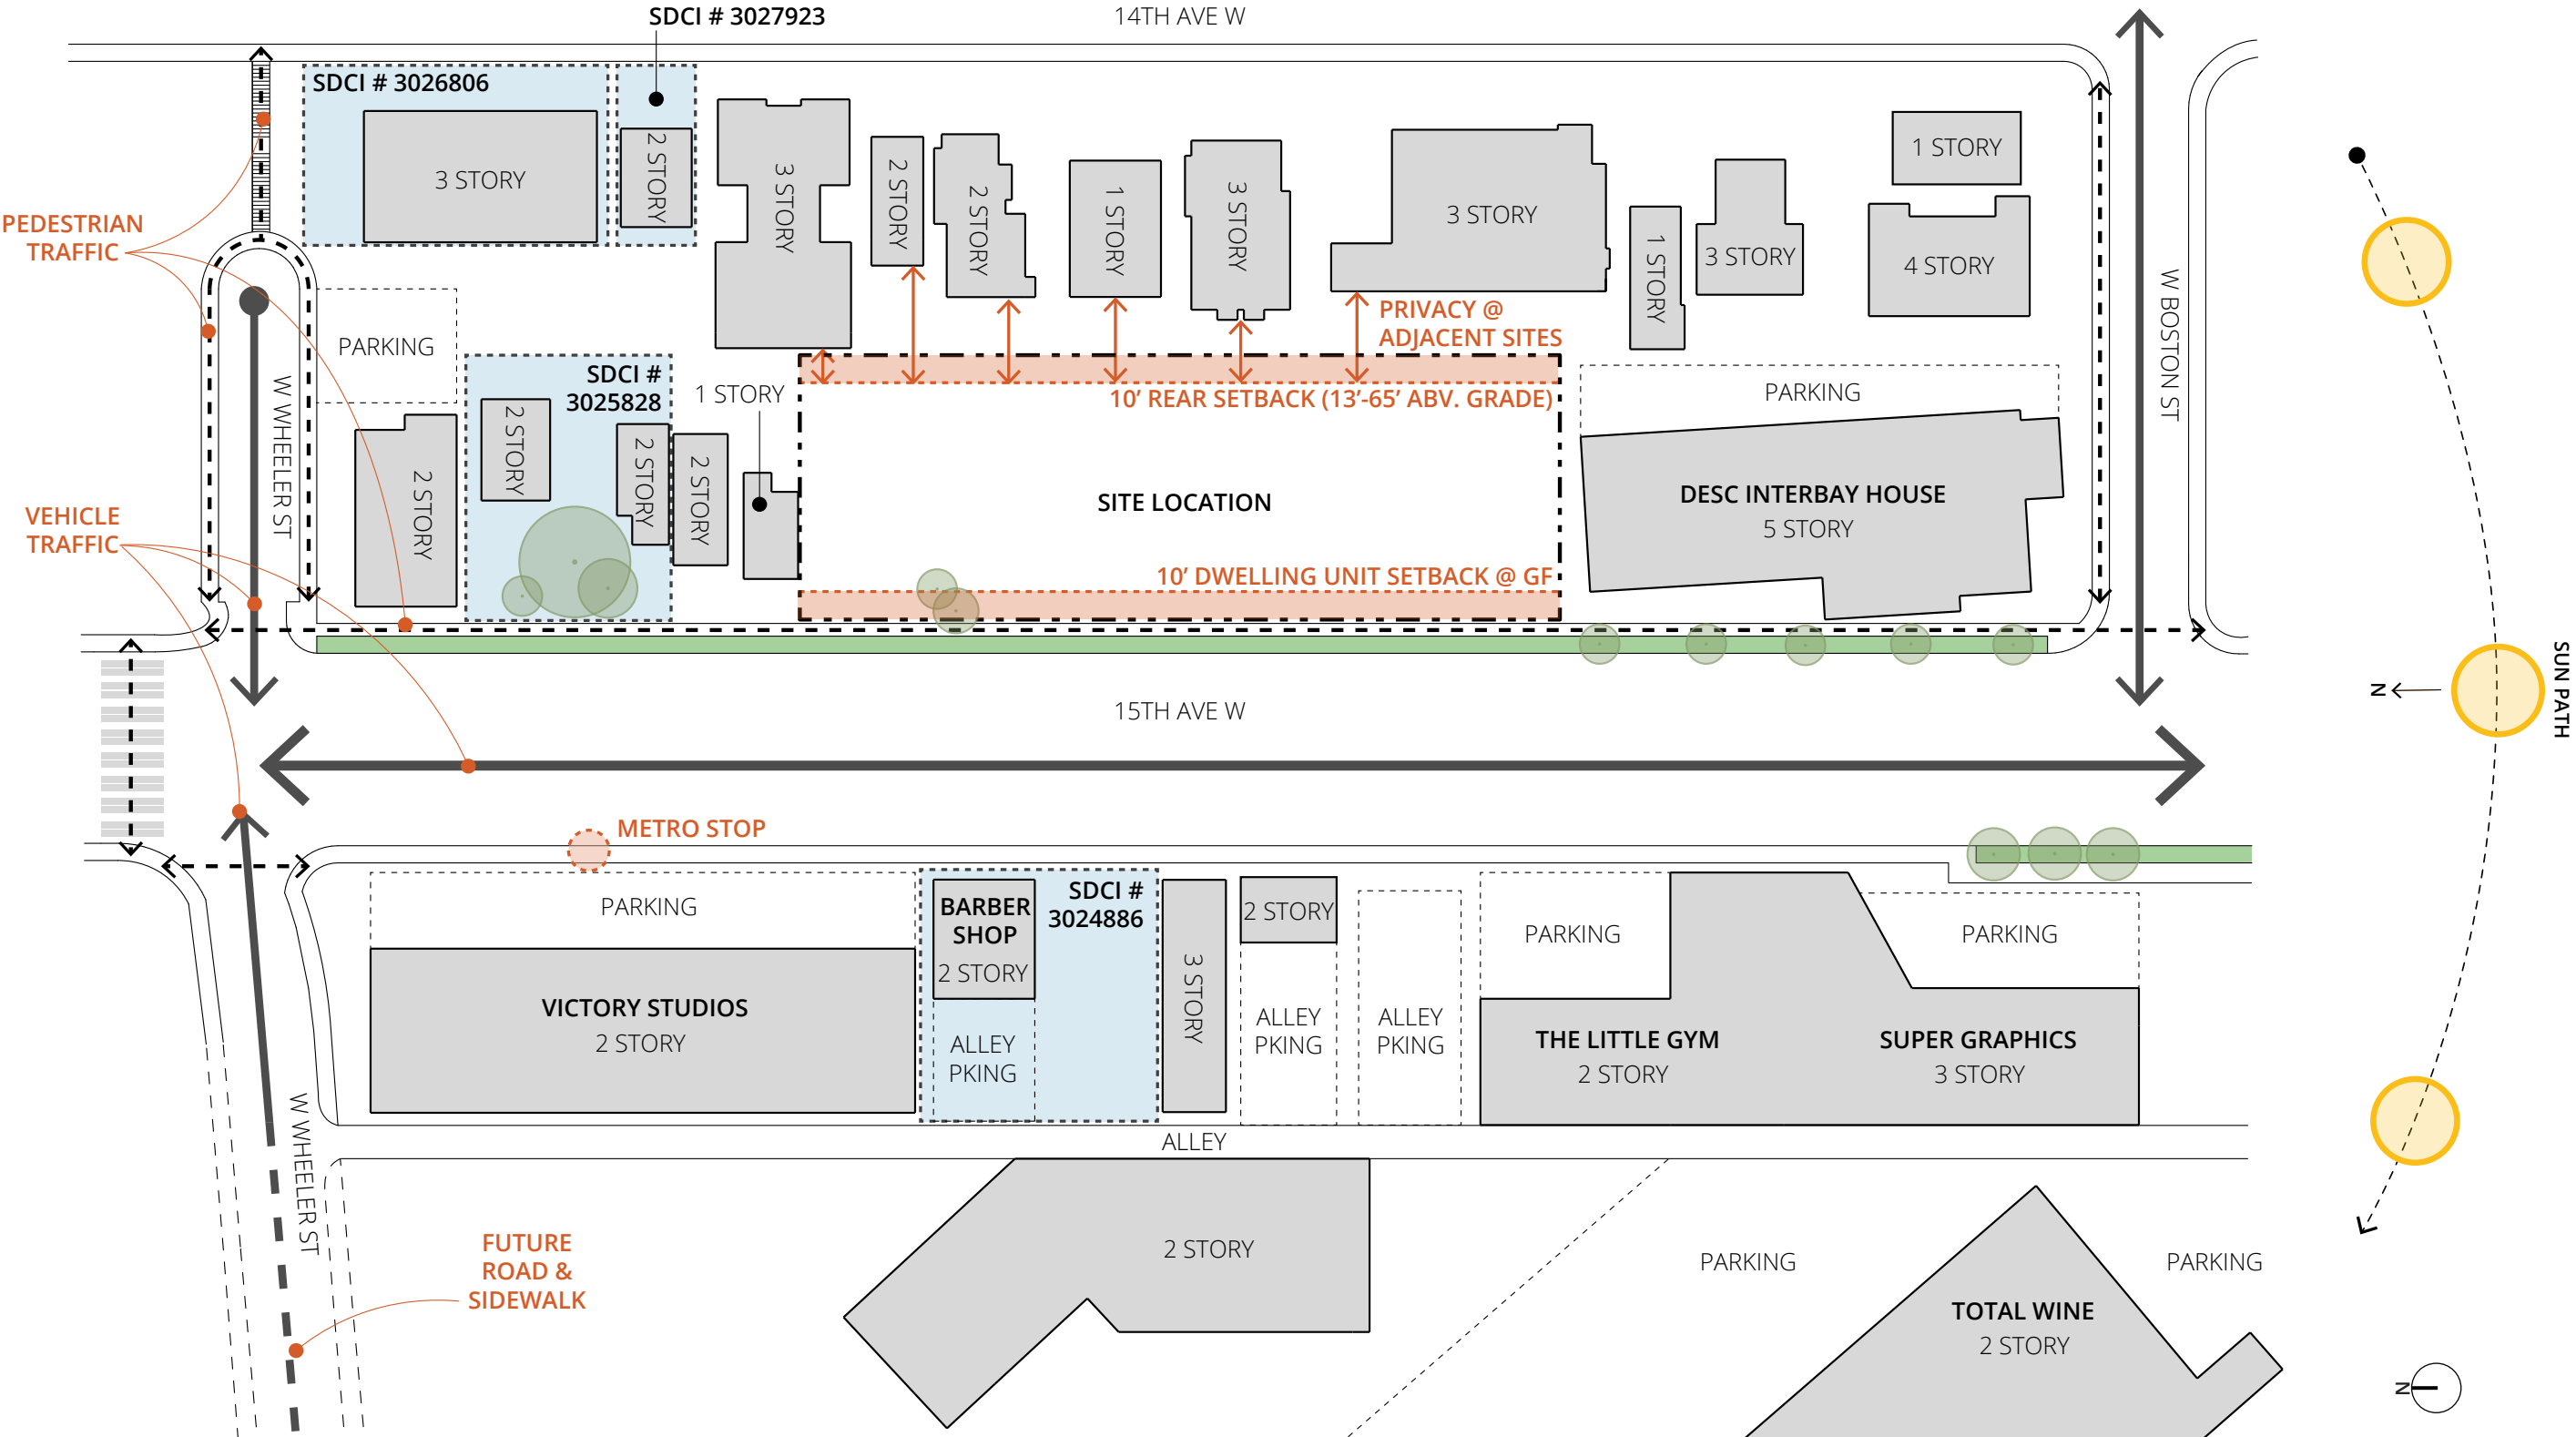 SDCI # 3027923
14TH AVE W
SDCI # 3026806
3 STORY
2 STORY
3 STORY
2 STORY
2 STORY
1 STORY
3 STORY
3 STORY
1 STORY
3 STORY
1 STORY
4 STORY
W BOSTON ST
PEDESTRIAN
TRAFFIC
PARKING
W WHEELER ST
PRIVACY @
ADJACENT SITES
SDCI #
3025828
1 STORY
10’ REAR SETBACK (13’-65’ ABV. GRADE)
PARKING
2 STORY
2 STORY
2 STORY
2 STORY
SITE LOCATION
DESC INTERBAY HOUSE
5 STORY
VEHICLE
TRAFFIC
10’ DWELLING UNIT SETBACK @ GF
15TH AVE W
N
SUN PATH
METRO STOP
PARKING
BARBER
SHOP
2 STORY
SDCI #
3024886
ALLEY
PKING
3 STORY
2 STORY
ALLEY
PKING
ALLEY
PKING
PARKING
PARKING
VICTORY STUDIOS
2 STORY
THE LITTLE GYM
2 STORY
SUPER GRAPHICS
3 STORY
ALLEY
W WHEELER ST
FUTURE
ROAD &
SIDEWALK
2 STORY
PARKING
PARKING
TOTAL WINE
2 STORY
N